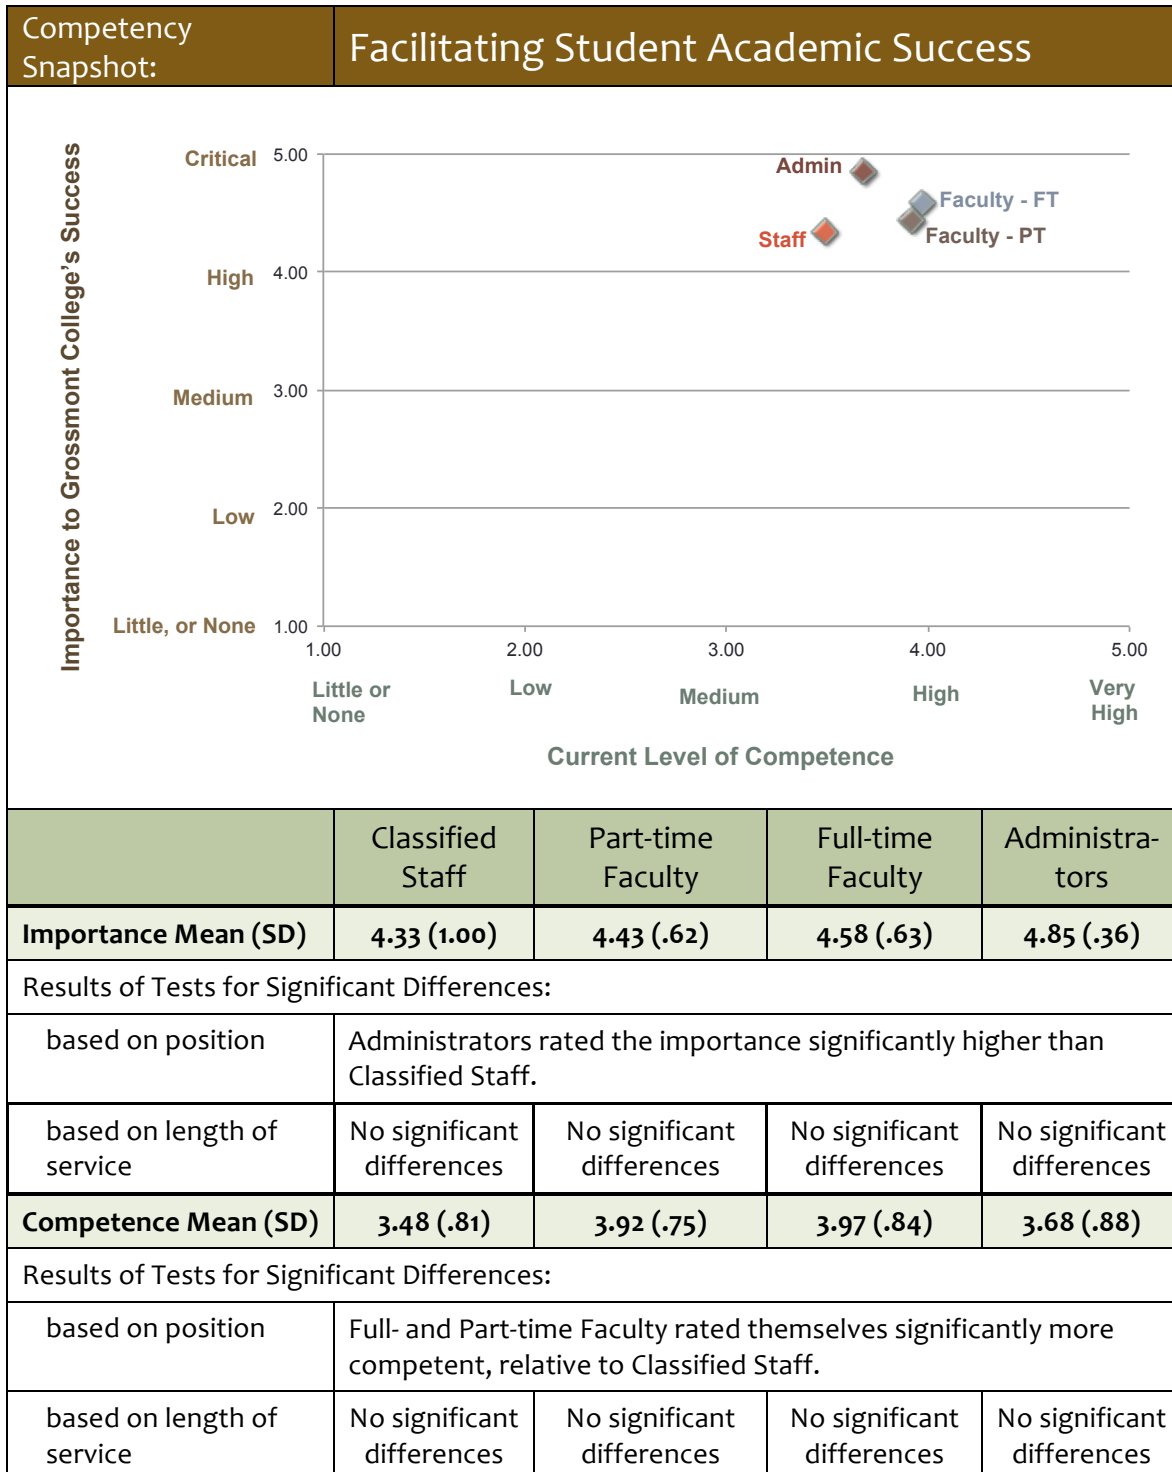 Competency
Snapshot:
Facilitating Student Academic Success
Importance to Grossmont College's Success
Critical 5.00
High 4.00
Medium 3.00
Low 2.00
Little, or None 1.00
Admin
Faculty - FT
Faculty - PT
Staff
1.00 2.00 3.00 4.00 5.00
Little or
None
Low
Medium
High
Very
High
Current Level of Competence
Classified
Staff
Part-time
Faculty
Full-time
Faculty
Administra-
tors
Importance Mean (SD) 4.33 (1.00) 4.43 (.62) 4.58 (.63) 4.85 (.36)
Results of Tests for Significant Differences:
based on position
Administrators rated the importance significantly higher than
Classified Staff.
based on length of
service
No significant
differences
No significant
differences
No significant
differences
No significant
differences
Competence Mean (SD) 3.48 (.81) 3.92 (.75) 3.97 (.84) 3.68 (.88)
Results of Tests for Significant Differences:
based on position
Full- and Part-time Faculty rated themselves significantly more
competent, relative to Classified Staff.
based on length of
service
No significant
differences
No significant
differences
No significant
differences
No significant
differences